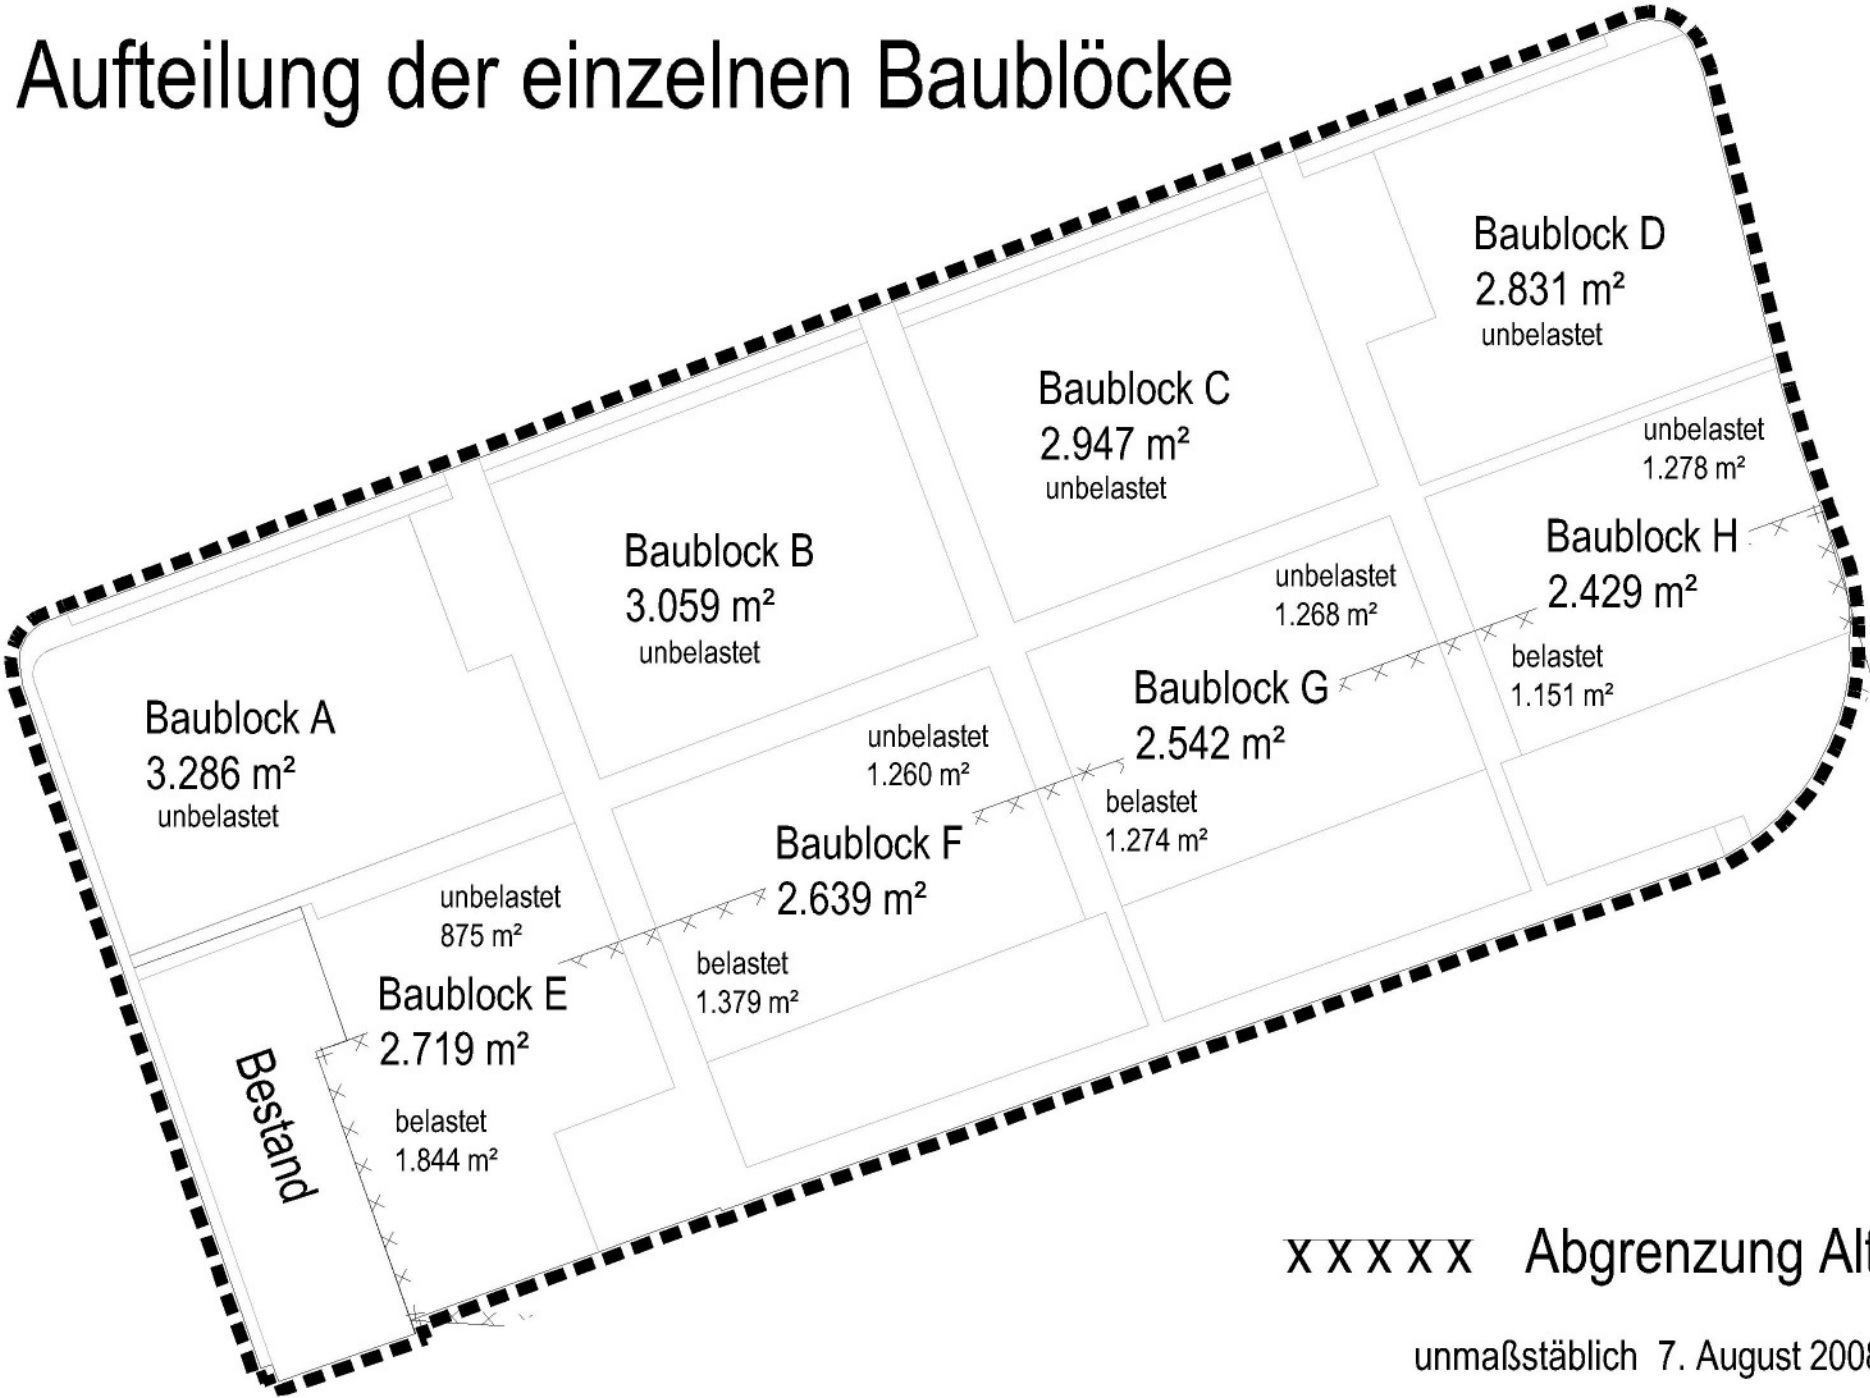 Aufteilung der einzelnen Baublöcke
Baublock D
2.831 m²
unbelastet
Baublock C
2.947 m²
unbelastet
unbelastet
1.278 m²
Baublock H
2.429 m²
belastet
1.151 m²
Baublock B
3.059 m²
unbelastet
unbelastet
1.268 m²
Baublock G
2.542 m²
belastet
1.274 m²
Baublock A
3.286 m²
unbelastet
unbelastet
1.260 m²
Baublock F
2.639 m²
belastet
1.379 m²
unbelastet
875 m²
Baublock E
2.719 m²
belastet
1.844 m²
Bestand
x x x x x Abgrenzung Alt
unmaßstäblich 7. August 2008